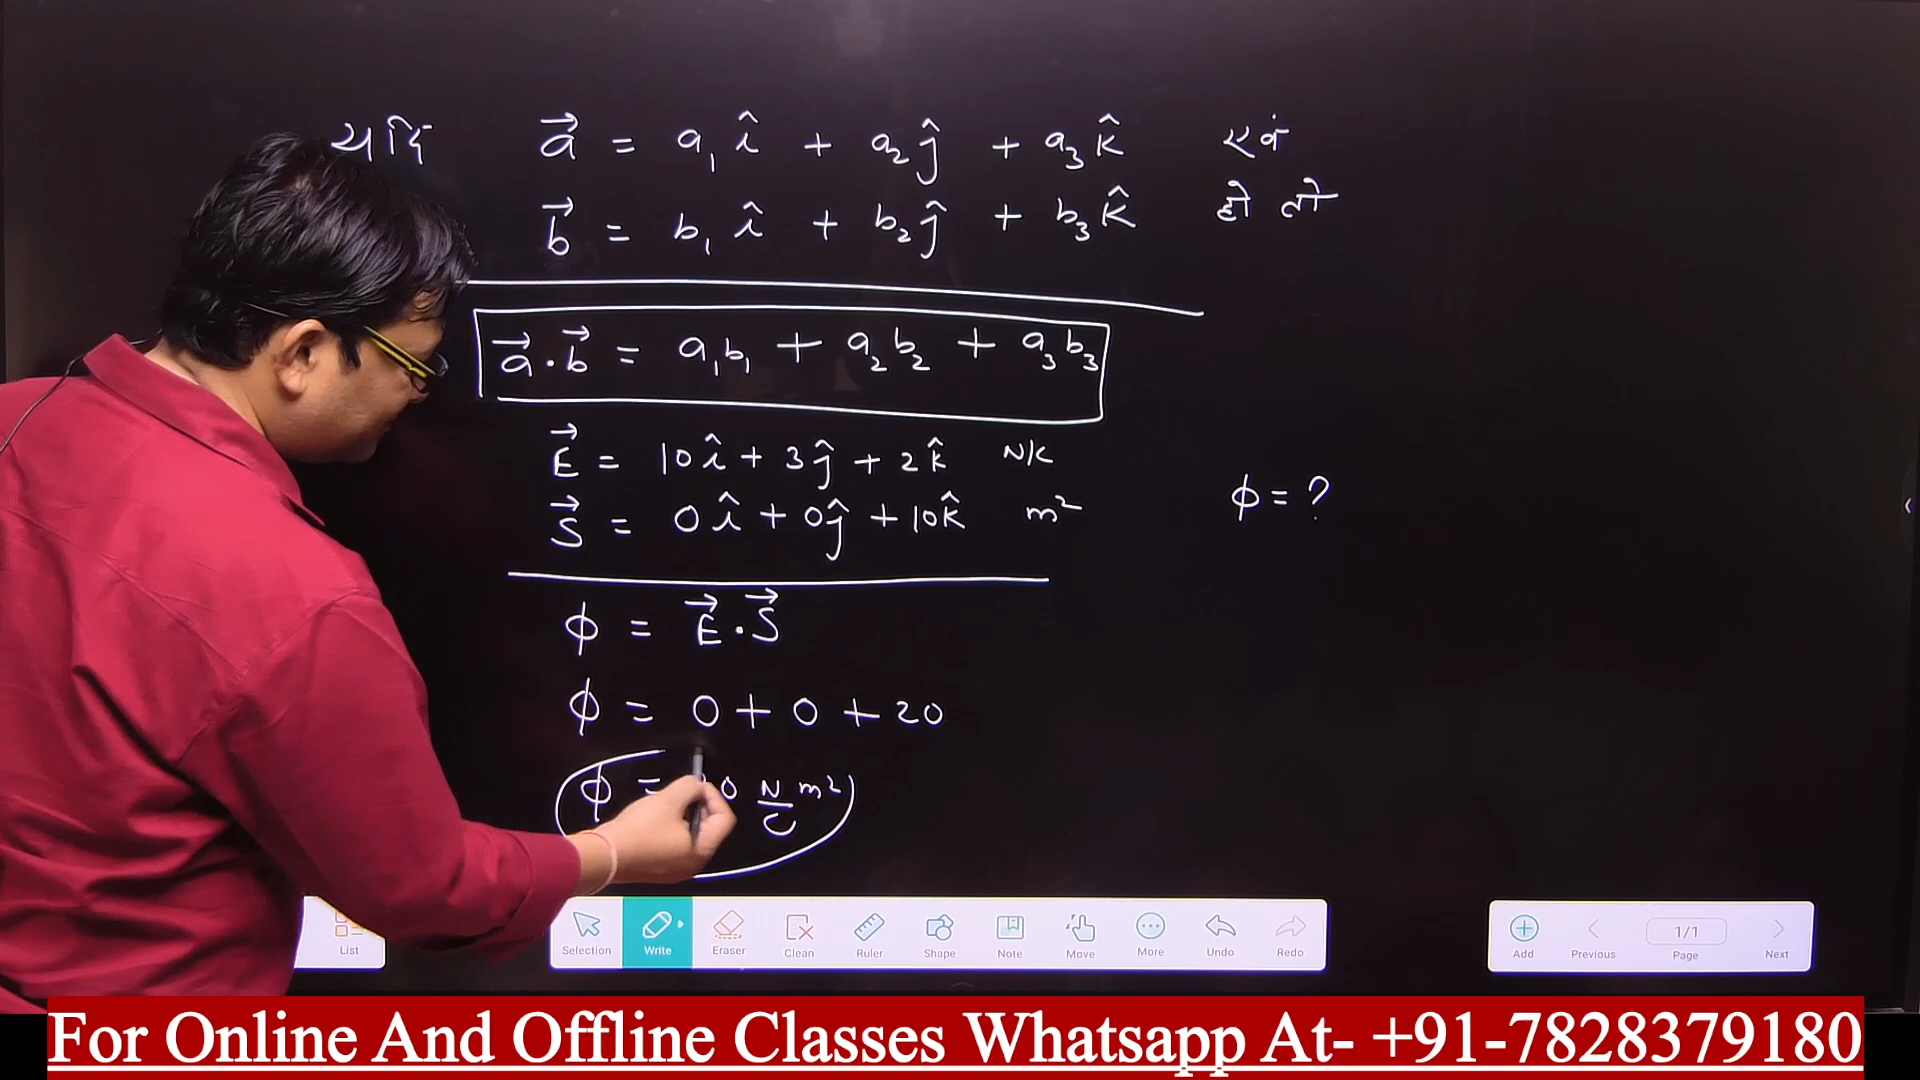 यदि a⃗ = a₁î + a₂ĵ + a₃k̂ एवं
b⃗ = b₁î + b₂ĵ + b₃k̂ हो तो
a⃗·b⃗ = a₁b₁ + a₂b₂ + a₃b₃
E⃗ = 10î + 3ĵ + 2k̂ N/C
S⃗ = 0î + 0ĵ + 10k̂ m²
ϕ = ?
ϕ = E⃗·S⃗
ϕ = 0 + 0 + 20
ϕ = 20 N/C m²
List
Selection Write Eraser Clean Ruler Shape Note Move More Undo Redo
Add Previous 1/1 Page Next
For Online And Offline Classes Whatsapp At- +91-7828379180